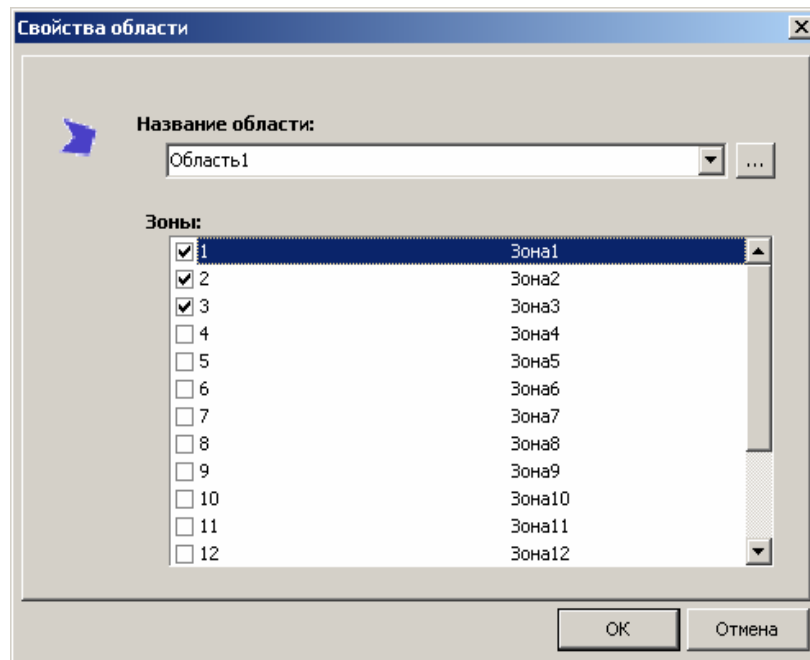 Свойства области
Название области:
Область1
...
Зоны:
1 Зона1
2 Зона2
3 Зона3
4 Зона4
5 Зона5
6 Зона6
7 Зона7
8 Зона8
9 Зона9
10 Зона10
11 Зона11
12 Зона12
ОК Отмена